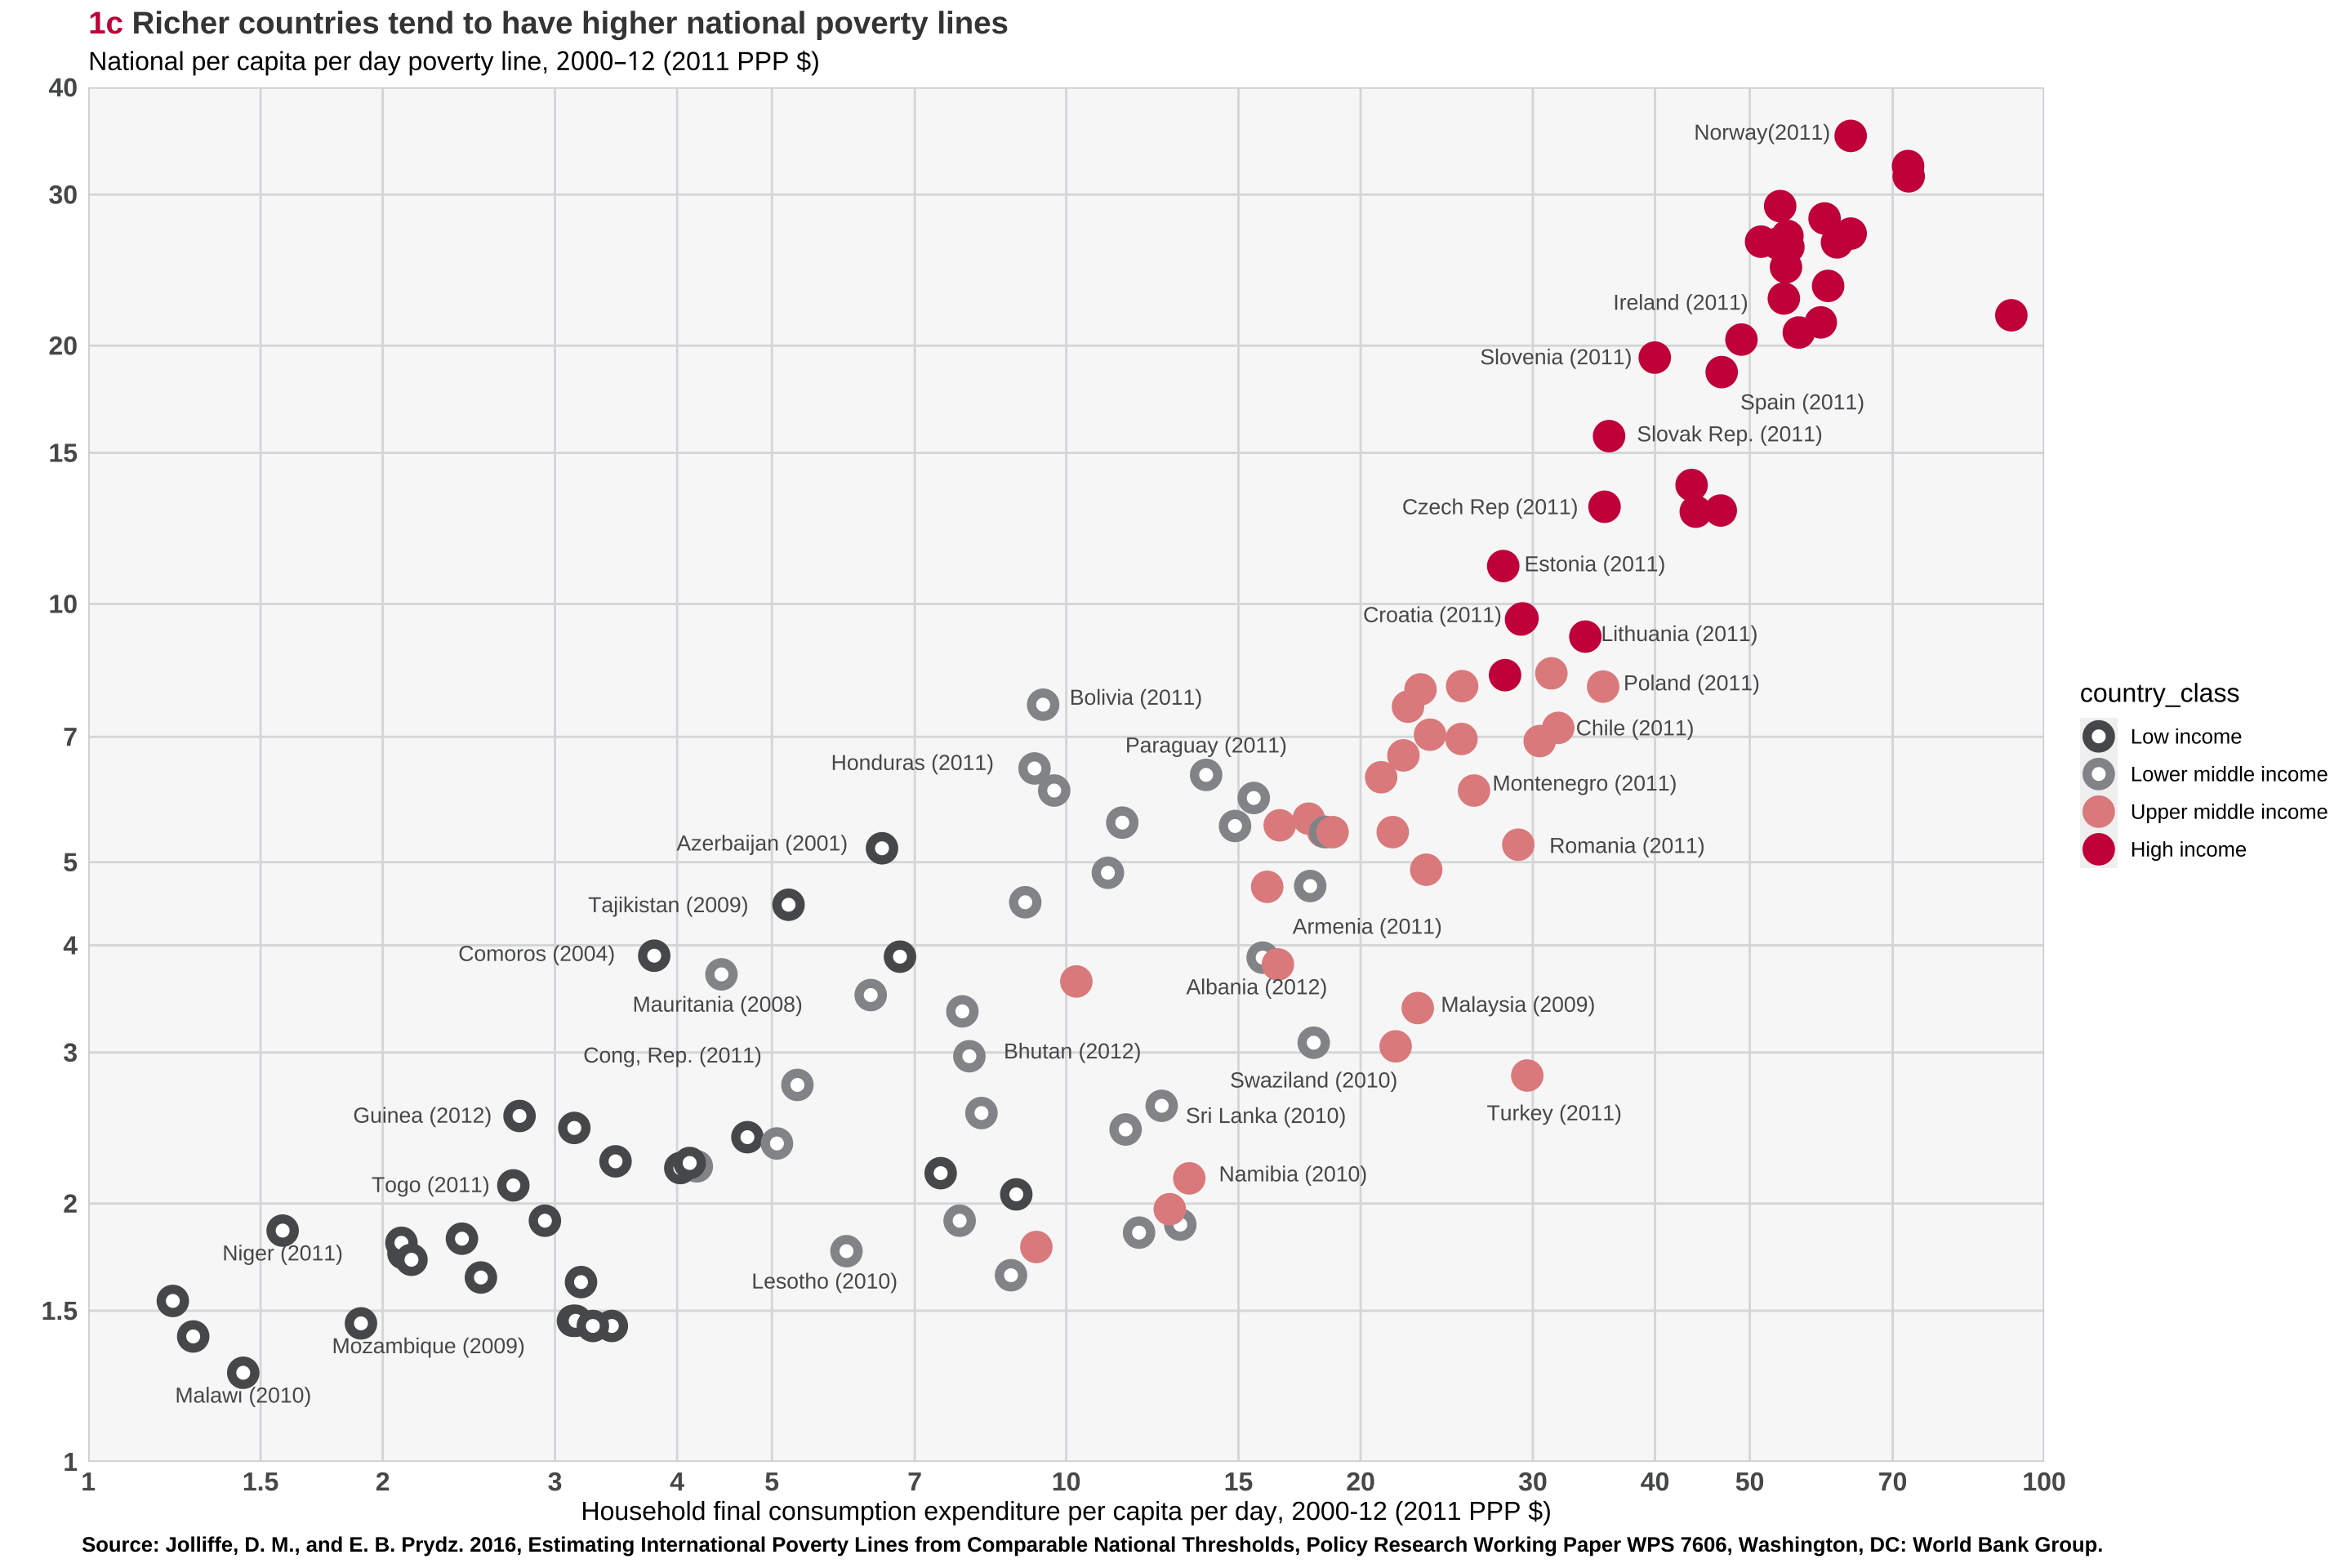 1c Richer countries tend to have higher national poverty lines
National per capita per day poverty line, 2000–12 (2011 PPP $)
40
30
20
15
10
7
5
4
3
2
1.5
1
Norway(2011)
Ireland (2011)
Slovenia (2011)
Spain (2011)
Slovak Rep. (2011)
Czech Rep (2011)
Estonia (2011)
Croatia (2011)
Lithuania (2011)
Poland (2011)
Bolivia (2011)
Chile (2011)
Paraguay (2011)
Honduras (2011)
Montenegro (2011)
Azerbaijan (2001)
Romania (2011)
Tajikistan (2009)
Armenia (2011)
Comoros (2004)
Albania (2012)
Mauritania (2008)
Malaysia (2009)
Cong, Rep. (2011)
Bhutan (2012)
Swaziland (2010)
Turkey (2011)
Guinea (2012)
Sri Lanka (2010)
Togo (2011)
Namibia (2010)
Niger (2011)
Lesotho (2010)
Mozambique (2009)
Malawi (2010)
country_class
Low income
Lower middle income
Upper middle income
High income
1 1.5 2 3 4 5 7 10 15 20 30 40 50 70 100
Household final consumption expenditure per capita per day, 2000-12 (2011 PPP $)
Source: Jolliffe, D. M., and E. B. Prydz. 2016, Estimating International Poverty Lines from Comparable National Thresholds, Policy Research Working Paper WPS 7606, Washington, DC: World Bank Group.